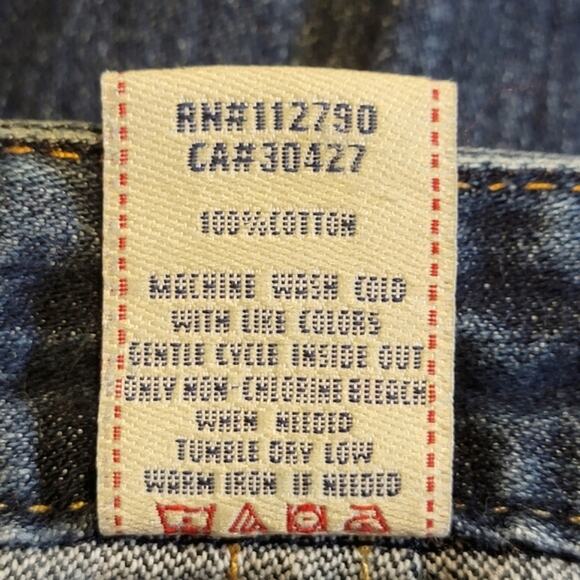 RN#112790
CA#30427
100%COTTON
MACHINE WASH COLD
WITH LIKE COLORS
GENTLE CYCLE INSIDE OUT
ONLY NON-CHLORINE BLEACH
WHEN NEEDED
TUMBLE DRY LOW
WARM IRON IF NEEDED